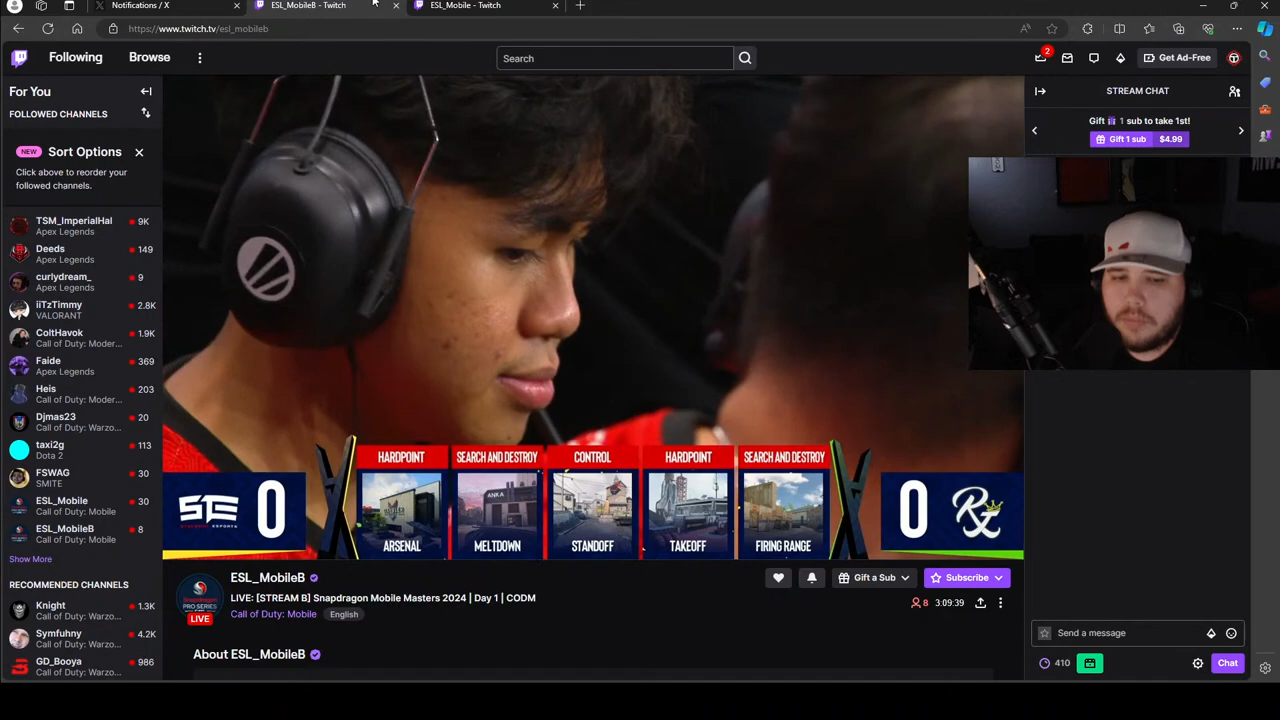 Notifications / X
ESL_MobileB - Twitch
ESL_Mobile - Twitch
https://www.twitch.tv/esl_mobileb
Following
Browse
Search
2
Get Ad-Free
For You
FOLLOWED CHANNELS
NEW
Sort Options
Click above to reorder your
followed channels.
TSM_ImperialHal
9K
Apex Legends
Deeds
149
Apex Legends
curlydream_
9
Apex Legends
iiTzTimmy
2.8K
VALORANT
ColtHavok
1.9K
Call of Duty: Moder...
Faide
369
Apex Legends
Heis
203
Call of Duty: Moder...
Djmas23
20
Call of Duty: Warzo...
taxi2g
113
Dota 2
FSWAG
30
SMITE
ESL_Mobile
30
Call of Duty: Mobile
ESL_MobileB
8
Call of Duty: Mobile
Show More
RECOMMENDED CHANNELS
Knight
1.3K
Call of Duty: Warzo...
Symfuhny
4.2K
Call of Duty: Warzo...
GD_Booya
986
Call of Duty: Warzo...
STREAM CHAT
Gift 1 sub to take 1st!
Gift 1 sub
$4.99
HARDPOINT
SEARCH AND DESTROY
CONTROL
HARDPOINT
SEARCH AND DESTROY
STE
0
ANKA
0
ARSENAL
MELTDOWN
STANDOFF
TAKEOFF
FIRING RANGE
ESL_MobileB
LIVE: [STREAM B] Snapdragon Mobile Masters 2024 | Day 1 | CODM
Call of Duty: Mobile
English
LIVE
Gift a Sub
Subscribe
8
3:09:39
About ESL_MobileB
Send a message
410
Chat